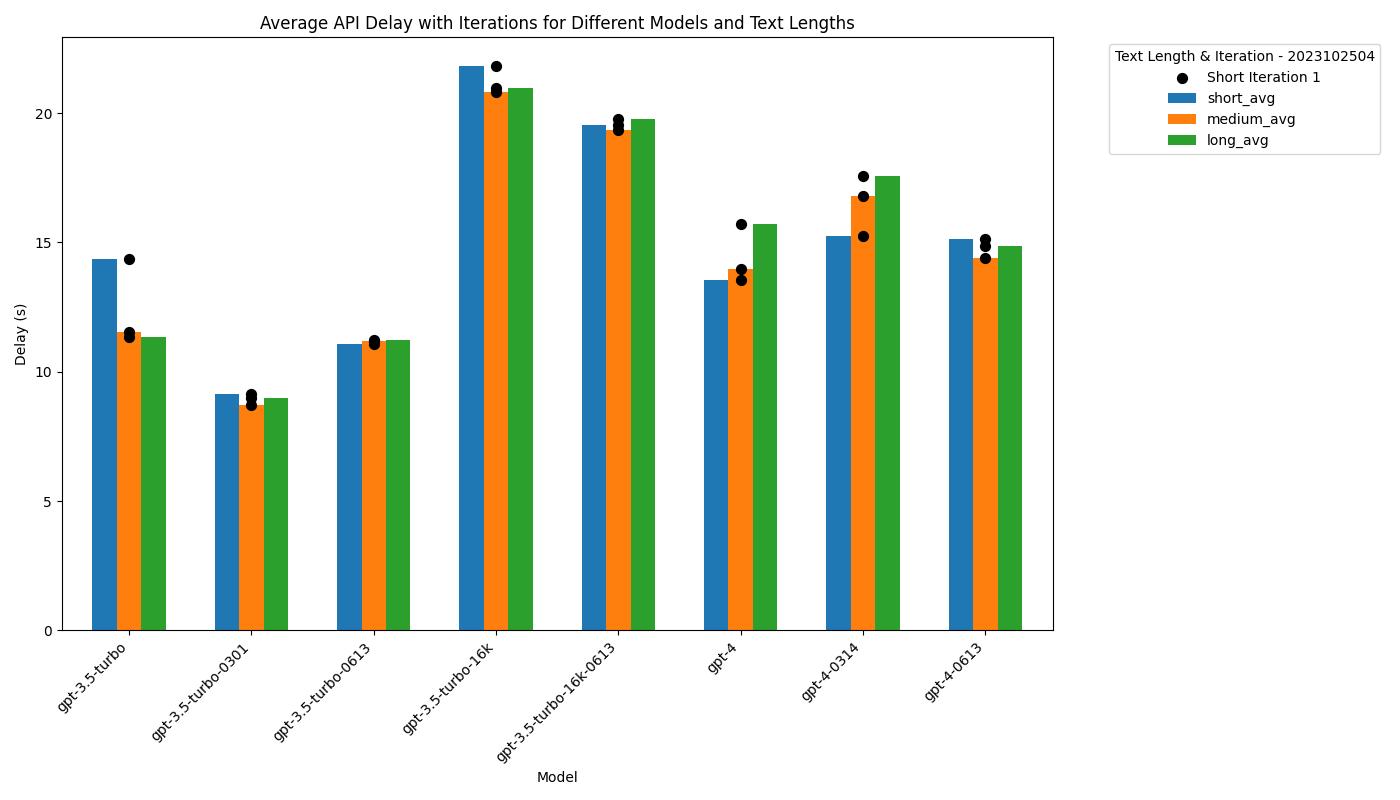 Average API Delay with Iterations for Different Models and Text Lengths
Text Length & Iteration - 2023102504
Short Iteration 1
short_avg
medium_avg
long_avg
Delay (s)
20
15
10
5
0
gpt-3.5-turbo
gpt-3.5-turbo-0301
gpt-3.5-turbo-0613
gpt-3.5-turbo-16k
gpt-3.5-turbo-16k-0613
gpt-4
gpt-4-0314
gpt-4-0613
Model